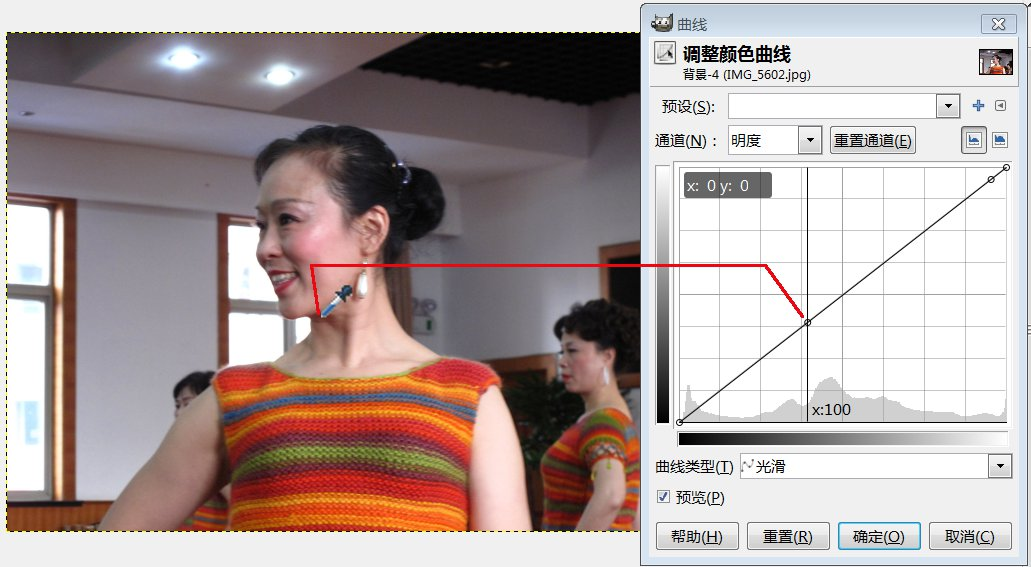 曲线
调整颜色曲线
背景-4 (IMG_5602.jpg)
预设(S):
通道(N)： 明度 重置通道(E)
x: 0 y: 0
x:100
曲线类型(T) 光滑
预览(P)
帮助(H) 重置(R) 确定(O) 取消(C)